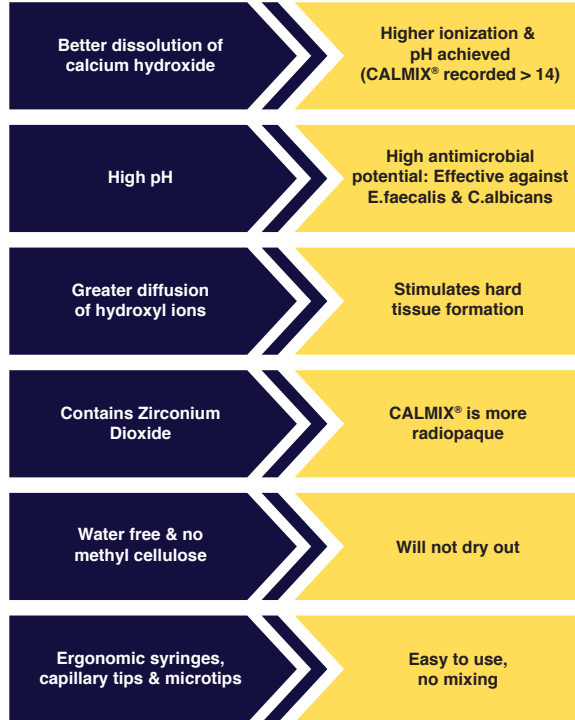 Better dissolution of
calcium hydroxide
Higher ionization &
pH achieved
(CALMIX® recorded > 14)
High pH
High antimicrobial
potential: Effective against
E.faecalis & C.albicans
Greater diffusion
of hydroxyl ions
Stimulates hard
tissue formation
Contains Zirconium
Dioxide
CALMIX® is more
radiopaque
Water free & no
methyl cellulose
Will not dry out
Ergonomic syringes,
capillary tips & microtips
Easy to use,
no mixing